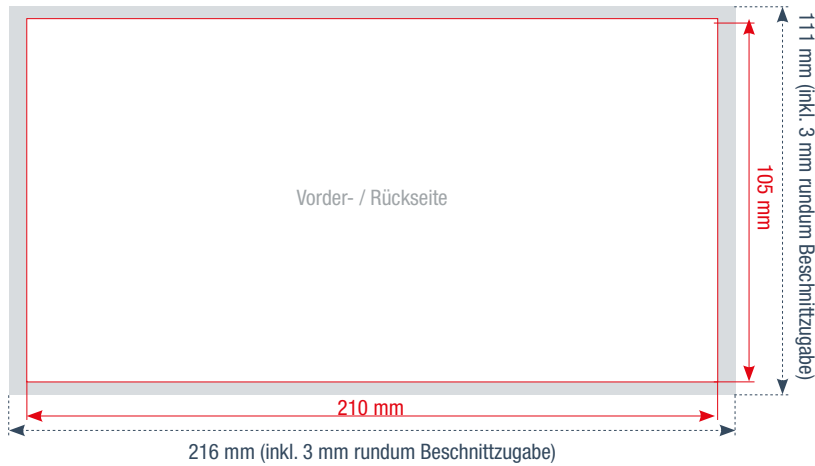 Vorder- / Rückseite
105 mm
111 mm (inkl. 3 mm rundum Beschnittzugabe)
210 mm
216 mm (inkl. 3 mm rundum Beschnittzugabe)